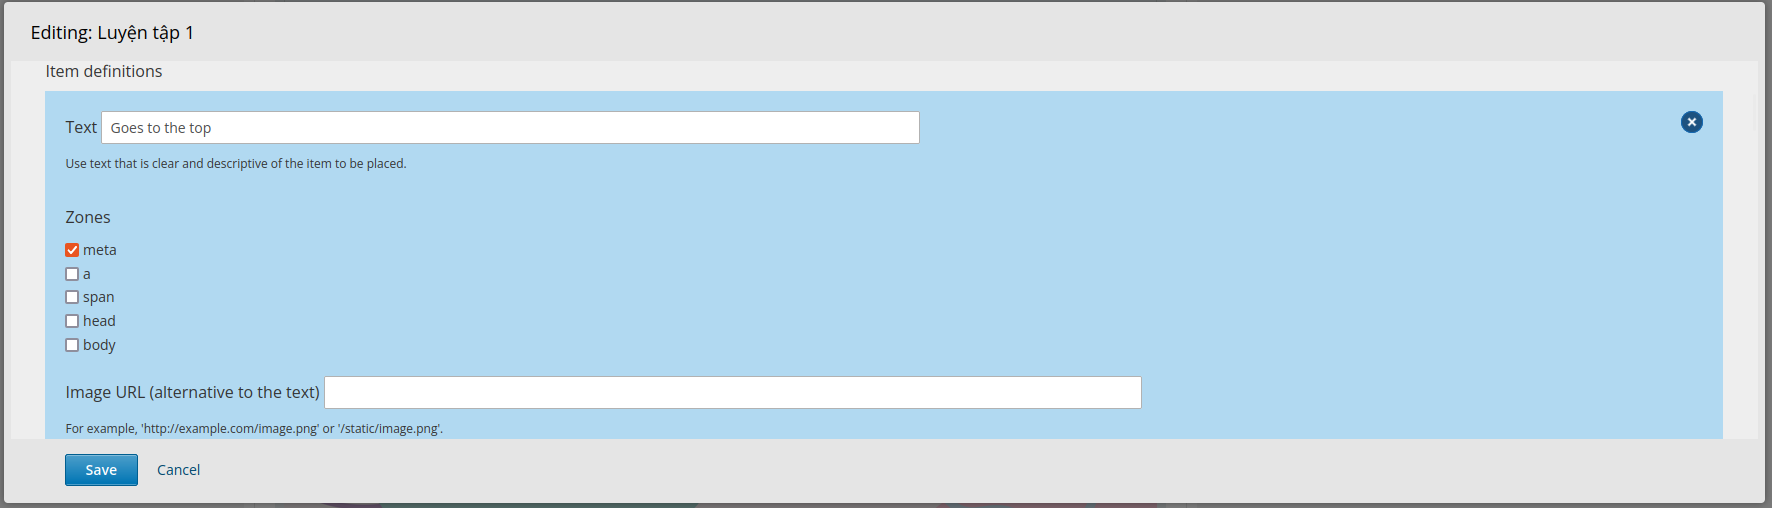 Editing: Luyện tập 1
Item definitions
Text Goes to the top
Use text that is clear and descriptive of the item to be placed.
Zones
meta
a
span
head
body
Image URL (alternative to the text)
For example, 'http://example.com/image.png' or '/static/image.png'.
Save Cancel